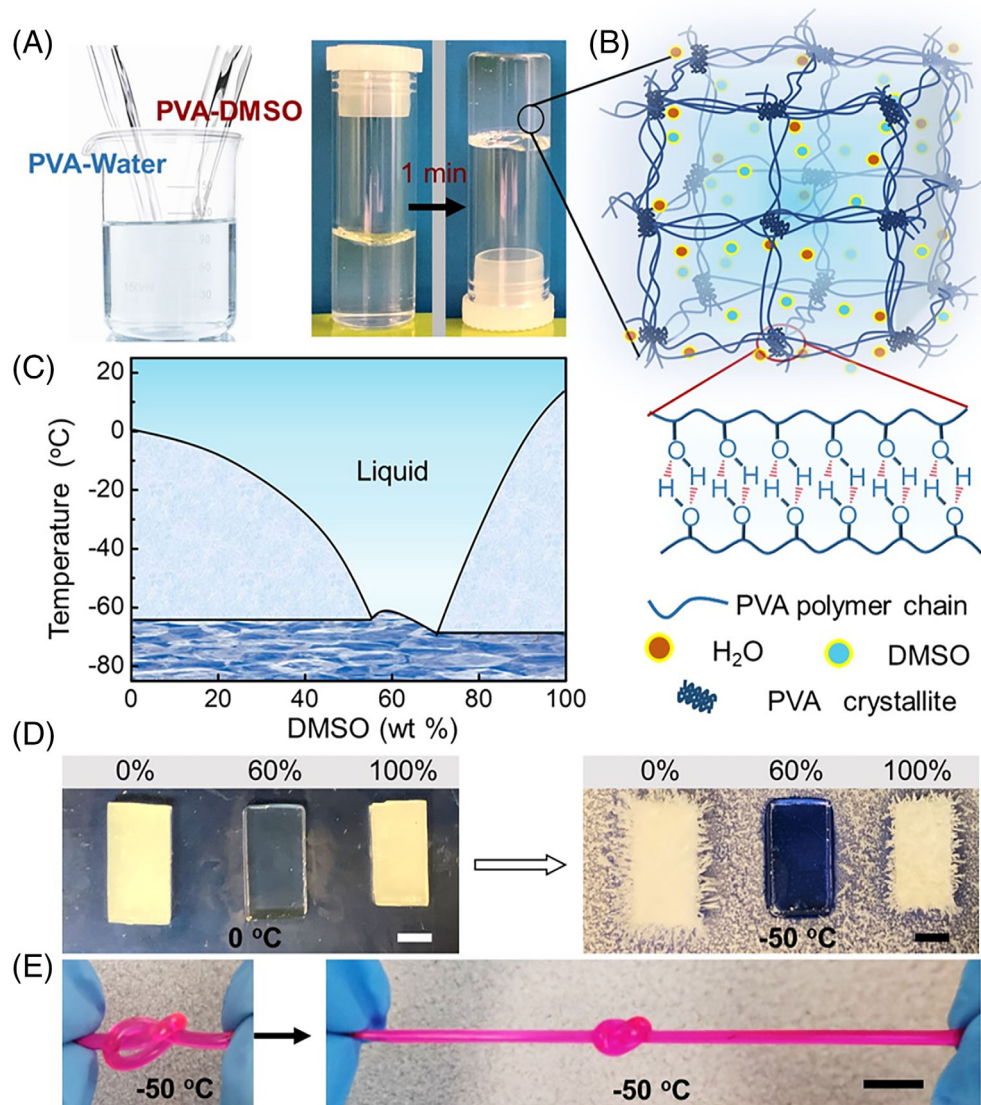 (A)
PVA-DMSO
PVA-Water
1 min
(B)
(C)
20
0
-20
-40
-60
-80
Temperature (°C)
Liquid
0 20 40 60 80 100
DMSO (wt %)
O O O O O O
H H H H H H
H H H H H H
O O O O O O
PVA polymer chain
H₂O
DMSO
PVA crystallite
(D)
0% 60% 100%
0 °C
0% 60% 100%
-50 °C
(E)
-50 °C
-50 °C